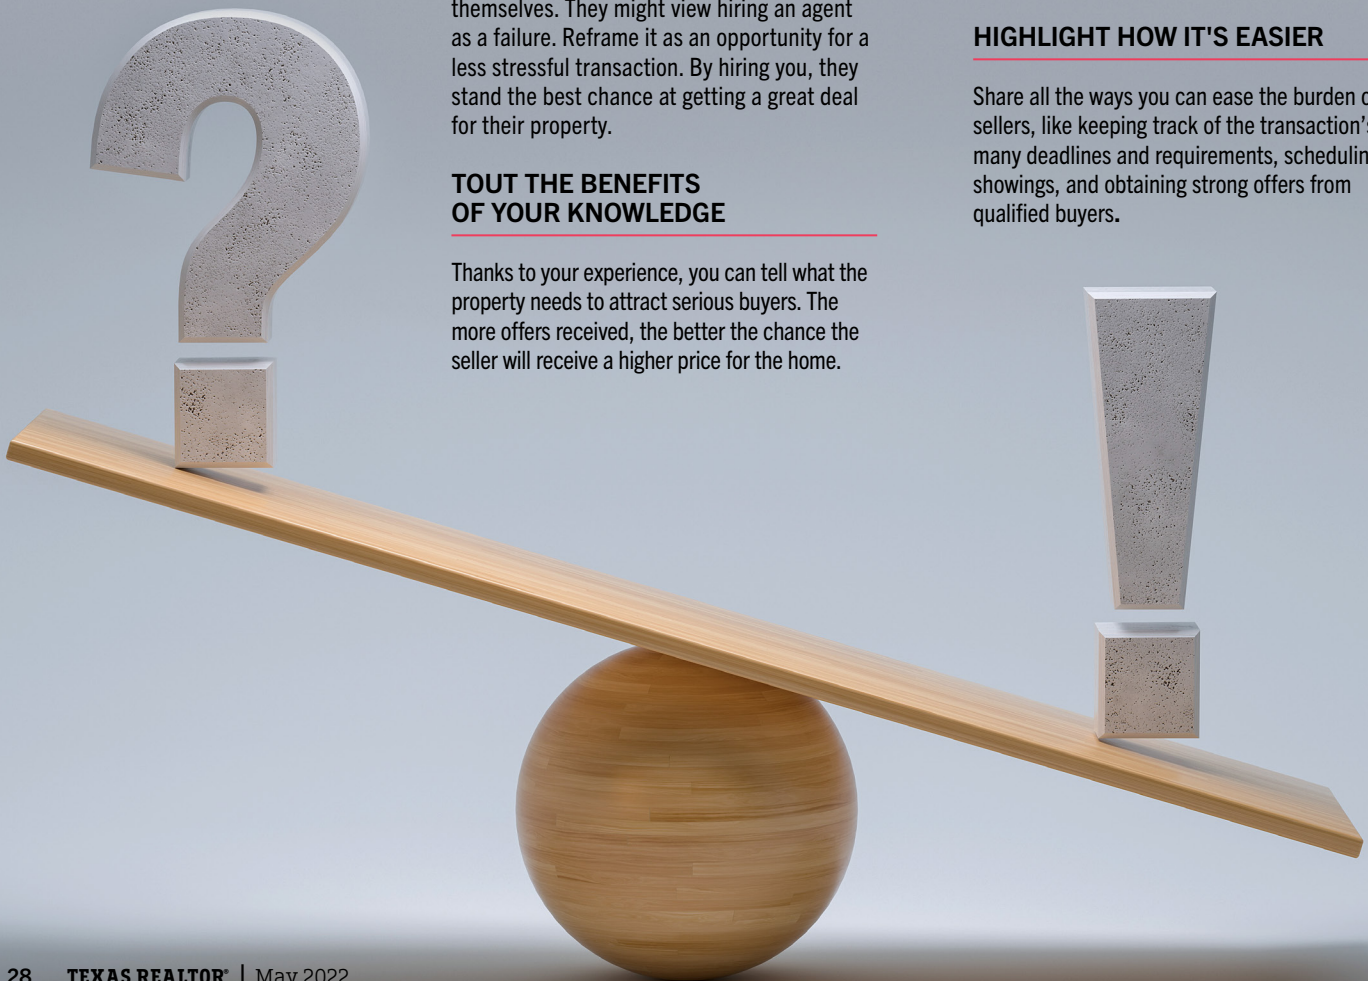 themselves. They might view hiring an agent
as a failure. Reframe it as an opportunity for a
less stressful transaction. By hiring you, they
stand the best chance at getting a great deal
for their property.
TOUT THE BENEFITS
OF YOUR KNOWLEDGE
Thanks to your experience, you can tell what the
property needs to attract serious buyers. The
more offers received, the better the chance the
seller will receive a higher price for the home.
HIGHLIGHT HOW IT'S EASIER
Share all the ways you can ease the burden
sellers, like keeping track of the transaction's
many deadlines and requirements,
showings, and obtaining strong offers from
qualified buyers.
?
!
28 TEXAS REALTOR® | May 2022